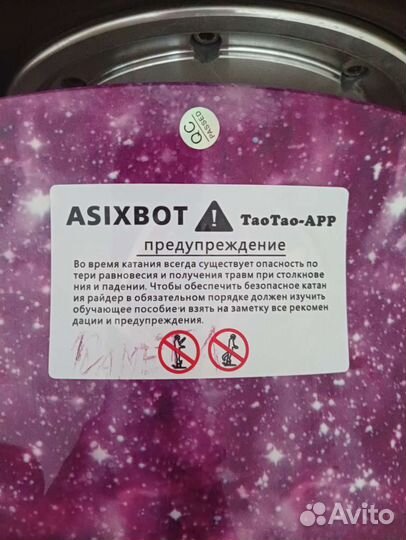 QC
PASSED
ASIXBOT TaoTao-APP
предупреждение
Во время катания всегда существует опасность по
тери равновесия и получения травм при столкнове
ния и падении. Чтобы обеспечить безопасное катан
ия райдер в обязательном порядке должен изучить
обучающее пособие и взять на заметку все рекомен
дации и предупреждения.
Avito